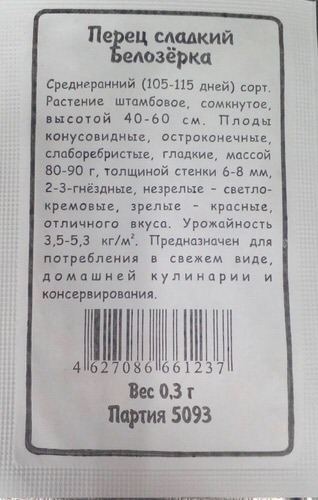 Перец сладкий
Белозёрка
Среднеранний (105-115 дней) сорт.
Растение штамбовое, сомкнутое,
высотой 40-60 см. Плоды
конусовидные, остроконечные,
слаборебристые, гладкие, массой
80-90 г, толщиной стенки 6-8 мм,
2-3-гнёздные, незрелые - светло-
кремовые, зрелые - красные,
отличного вкуса. Урожайность
3,5-5,3 кг/м². Предназначен для
потребления в свежем виде,
домашней кулинарии и
консервирования.
4 627086 661237
Вес 0,3 г
Партия 5093